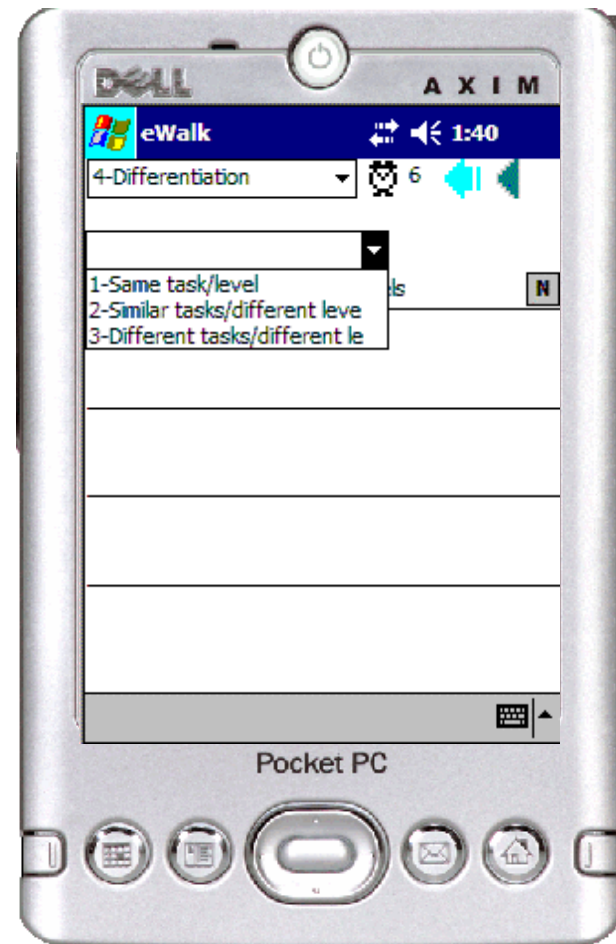 DELL
AXIM
eWalk 1:40
4-Differentiation 6
1-Same task/level
ls N
2-Similar tasks/different leve
3-Different tasks/different le
Pocket PC